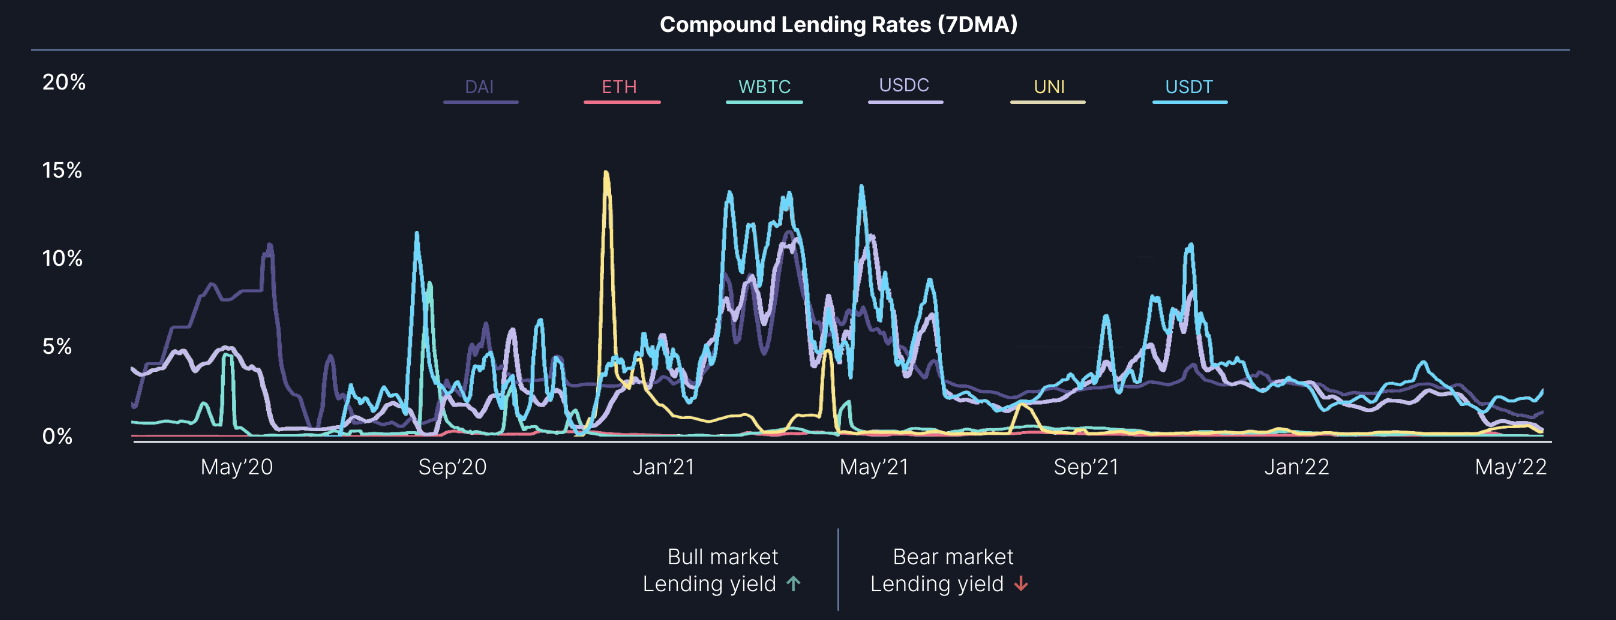 Compound Lending Rates (7DMA)
20%
DAI ETH WBTC USDC UNI USDT
15%
10%
5%
0%
May’20 Sep’20 Jan’21 May’21 Sep’21 Jan’22 May’22
Bull market
Lending yield ↑
Bear market
Lending yield ↓